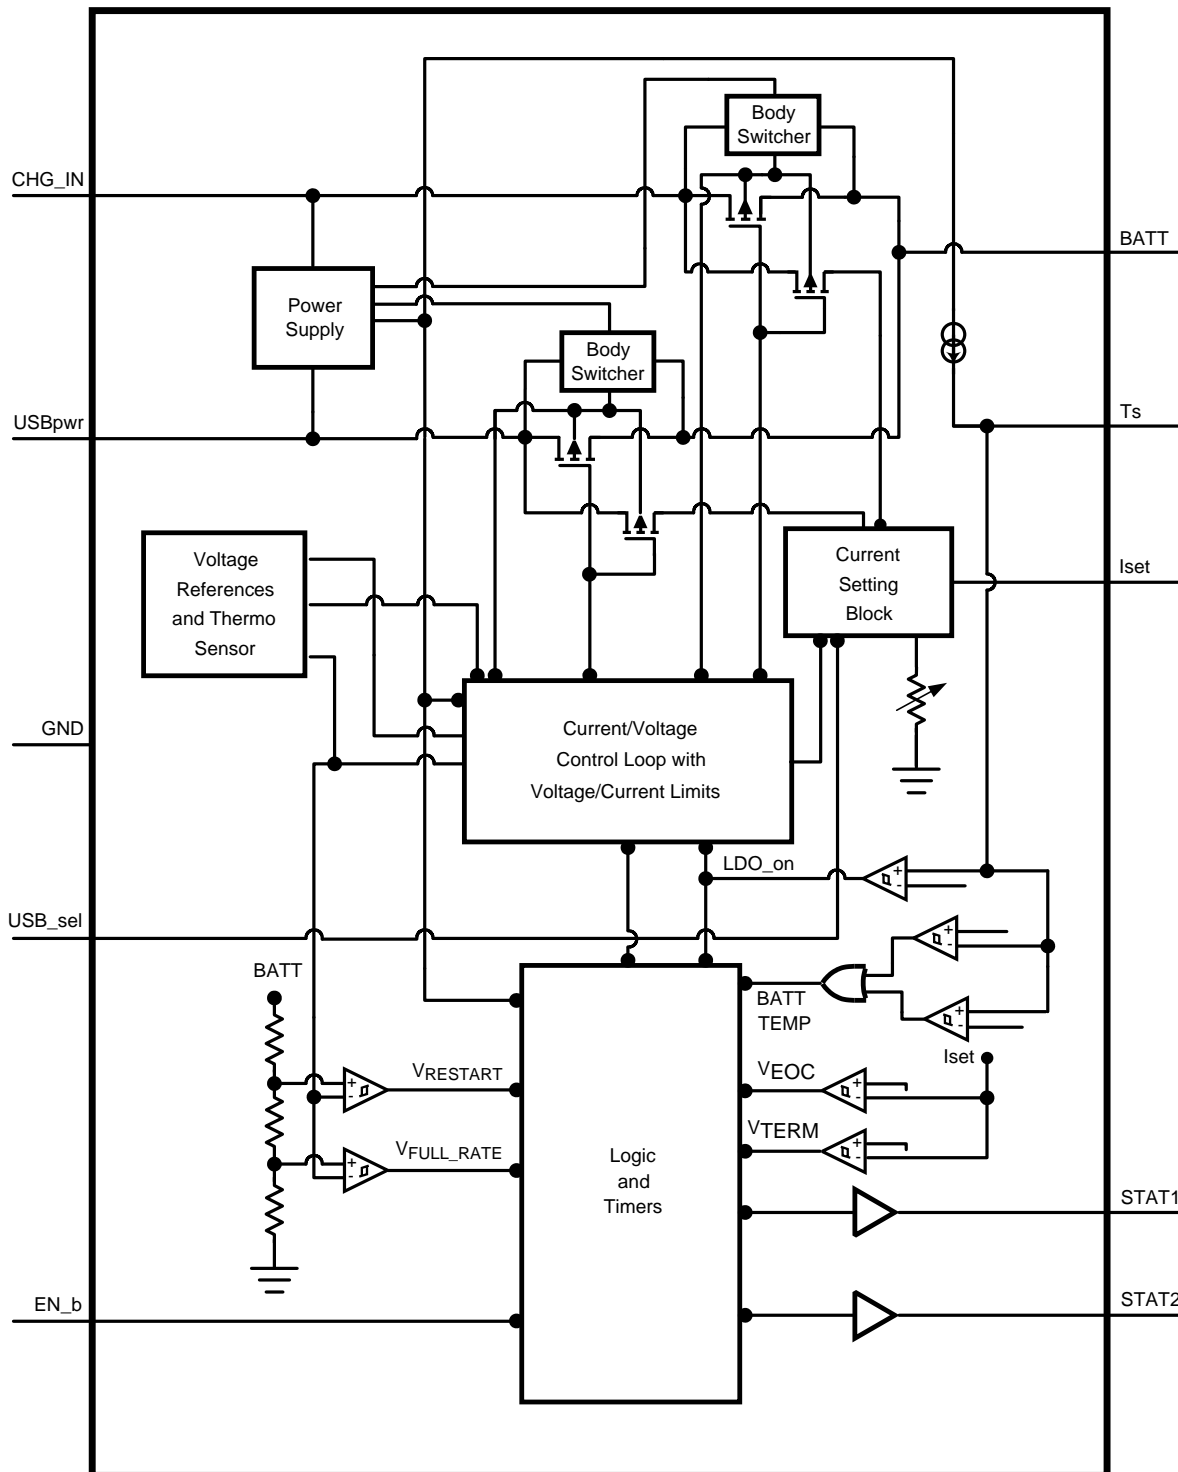 Body
Switcher
CHG_IN
BATT
Power
Supply
Body
Switcher
USBpwr
Ts
Voltage
References
and Thermo
Sensor
Current
Setting
Block
Iset
GND
Current/Voltage
Control Loop with
Voltage/Current Limits
LDO_on
+
-
USB_sel
+
-
BATT
BATT
TEMP
+
-
Iset
VRESTART
+
-
VEOC
+
-
VFULL_RATE
+
-
VTERM
+
-
Logic
and
Timers
STAT1
EN_b
STAT2